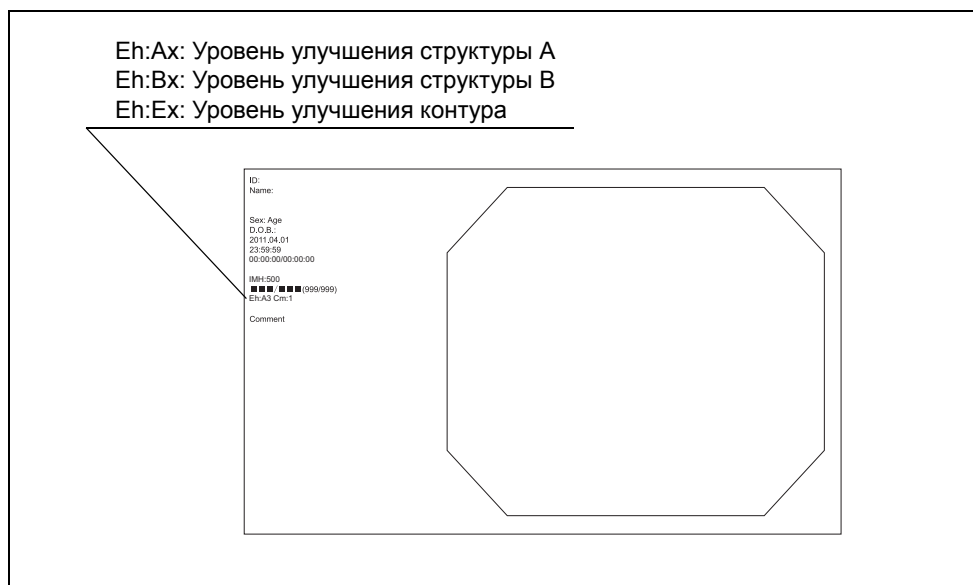 Eh:Ax: Уровень улучшения структуры A
Eh:Bx: Уровень улучшения структуры B
Eh:Ex: Уровень улучшения контура
ID:
Name:
Sex: Age
D.O.B.:
2011.04.01
23:59:59
00:00:00/00:00:00
IMH:500
■■■/■■■(999/999)
Eh:A3 Cm:1
Comment